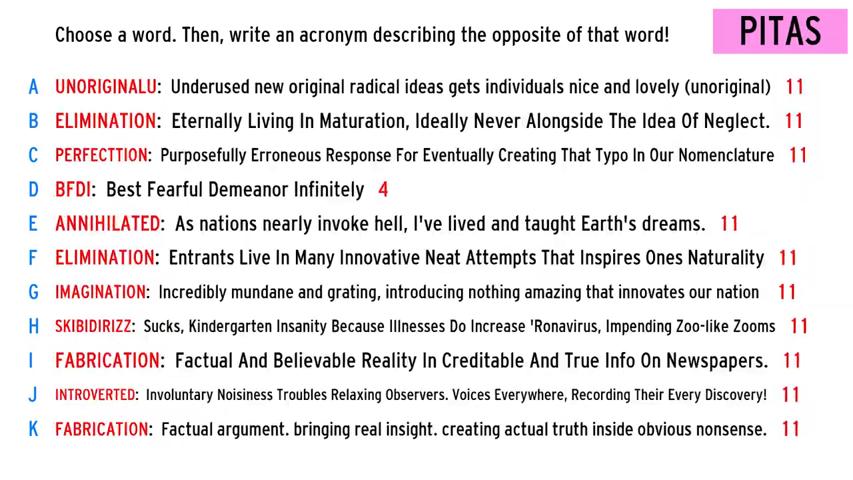 Choose a word. Then, write an acronym describing the opposite of that word!
PITAS
A UNORIGINALU: Underused new original radical ideas gets individuals nice and lovely (unoriginal) 11
B ELIMINATION: Eternally Living In Maturation, Ideally Never Alongside The Idea Of Neglect. 11
C PERFECTTION: Purposefully Erroneous Response For Eventually Creating That Typo In Our Nomenclature 11
D BFDI: Best Fearful Demeanor Infinitely 4
E ANNIHILATED: As nations nearly invoke hell, I've lived and taught Earth's dreams. 11
F ELIMINATION: Entrants Live In Many Innovative Neat Attempts That Inspires Ones Naturality 11
G IMAGINATION: Incredibly mundane and grating, introducing nothing amazing that innovates our nation 11
H SKIBIDIRIZZ: Sucks, Kindergarten Insanity Because Illnesses Do Increase 'Ronavirus, Impending Zoo-like Zooms 11
I FABRICATION: Factual And Believable Reality In Creditable And True Info On Newspapers. 11
J INTROVERTED: Involuntary Noisiness Troubles Relaxing Observers. Voices Everywhere, Recording Their Every Discovery! 11
K FABRICATION: Factual argument. bringing real insight. creating actual truth inside obvious nonsense. 11